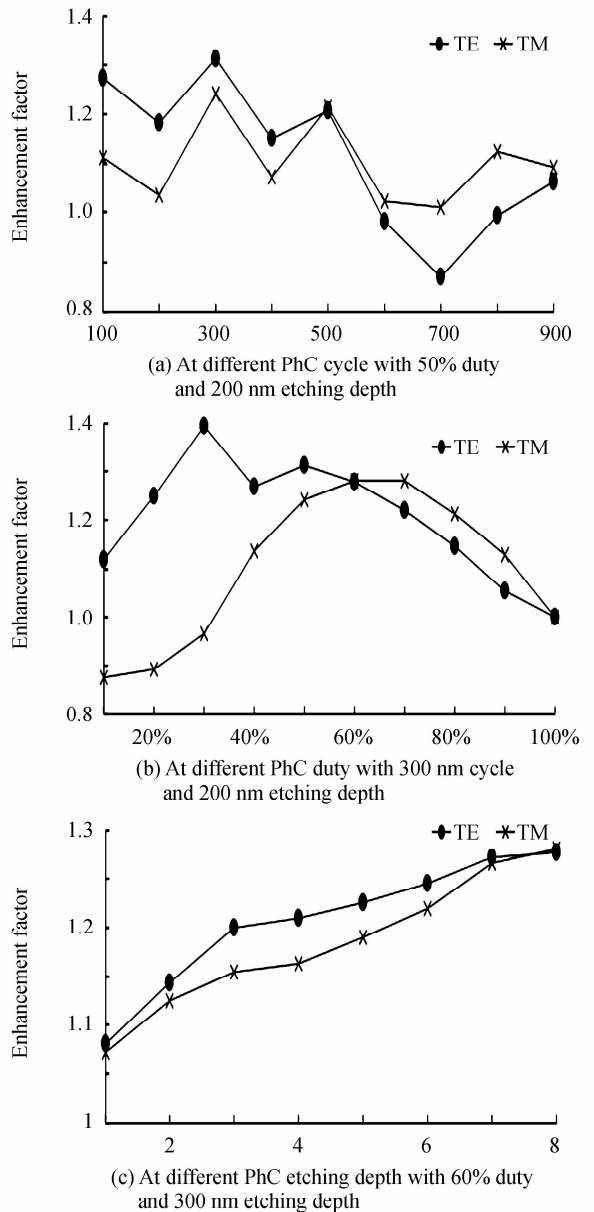 1.4
TE TM
1.2
Enhancement factor
1.0
0.8
100 300 500 700 900
(a) At different PhC cycle with 50% duty
and 200 nm etching depth
1.4
TE TM
1.2
Enhancement factor
1.0
0.8
20% 40% 60% 80% 100%
(b) At different PhC duty with 300 nm cycle
and 200 nm etching depth
1.3
TE TM
1.2
Enhancement factor
1.1
1
2 4 6 8
(c) At different PhC etching depth with 60% duty
and 300 nm etching depth